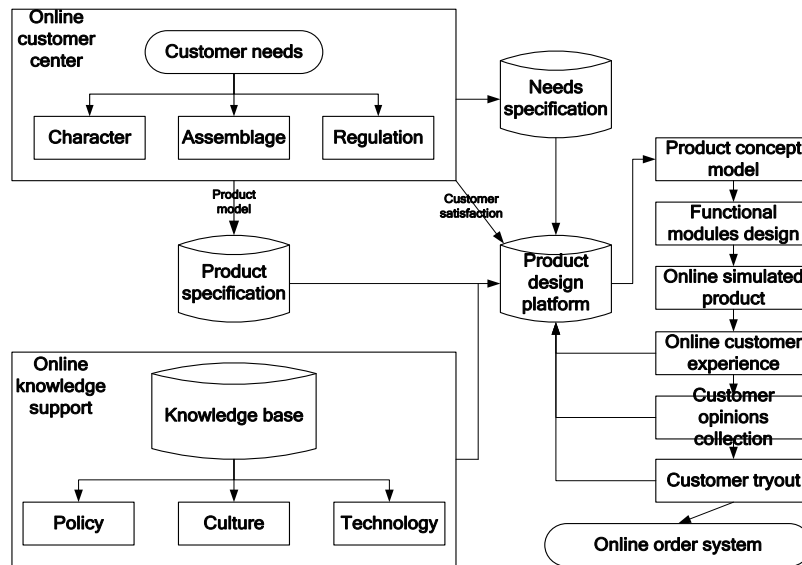 Online
customer
center
Customer needs
Character
Assemblage
Regulation
Needs
specification
Product
model
Customer
satisfaction
Product
specification
Product
design
platform
Product concept
model
Functional
modules design
Online simulated
product
Online customer
experience
Customer
opinions
collection
Customer tryout
Online order system
Online
knowledge
support
Knowledge base
Policy
Culture
Technology